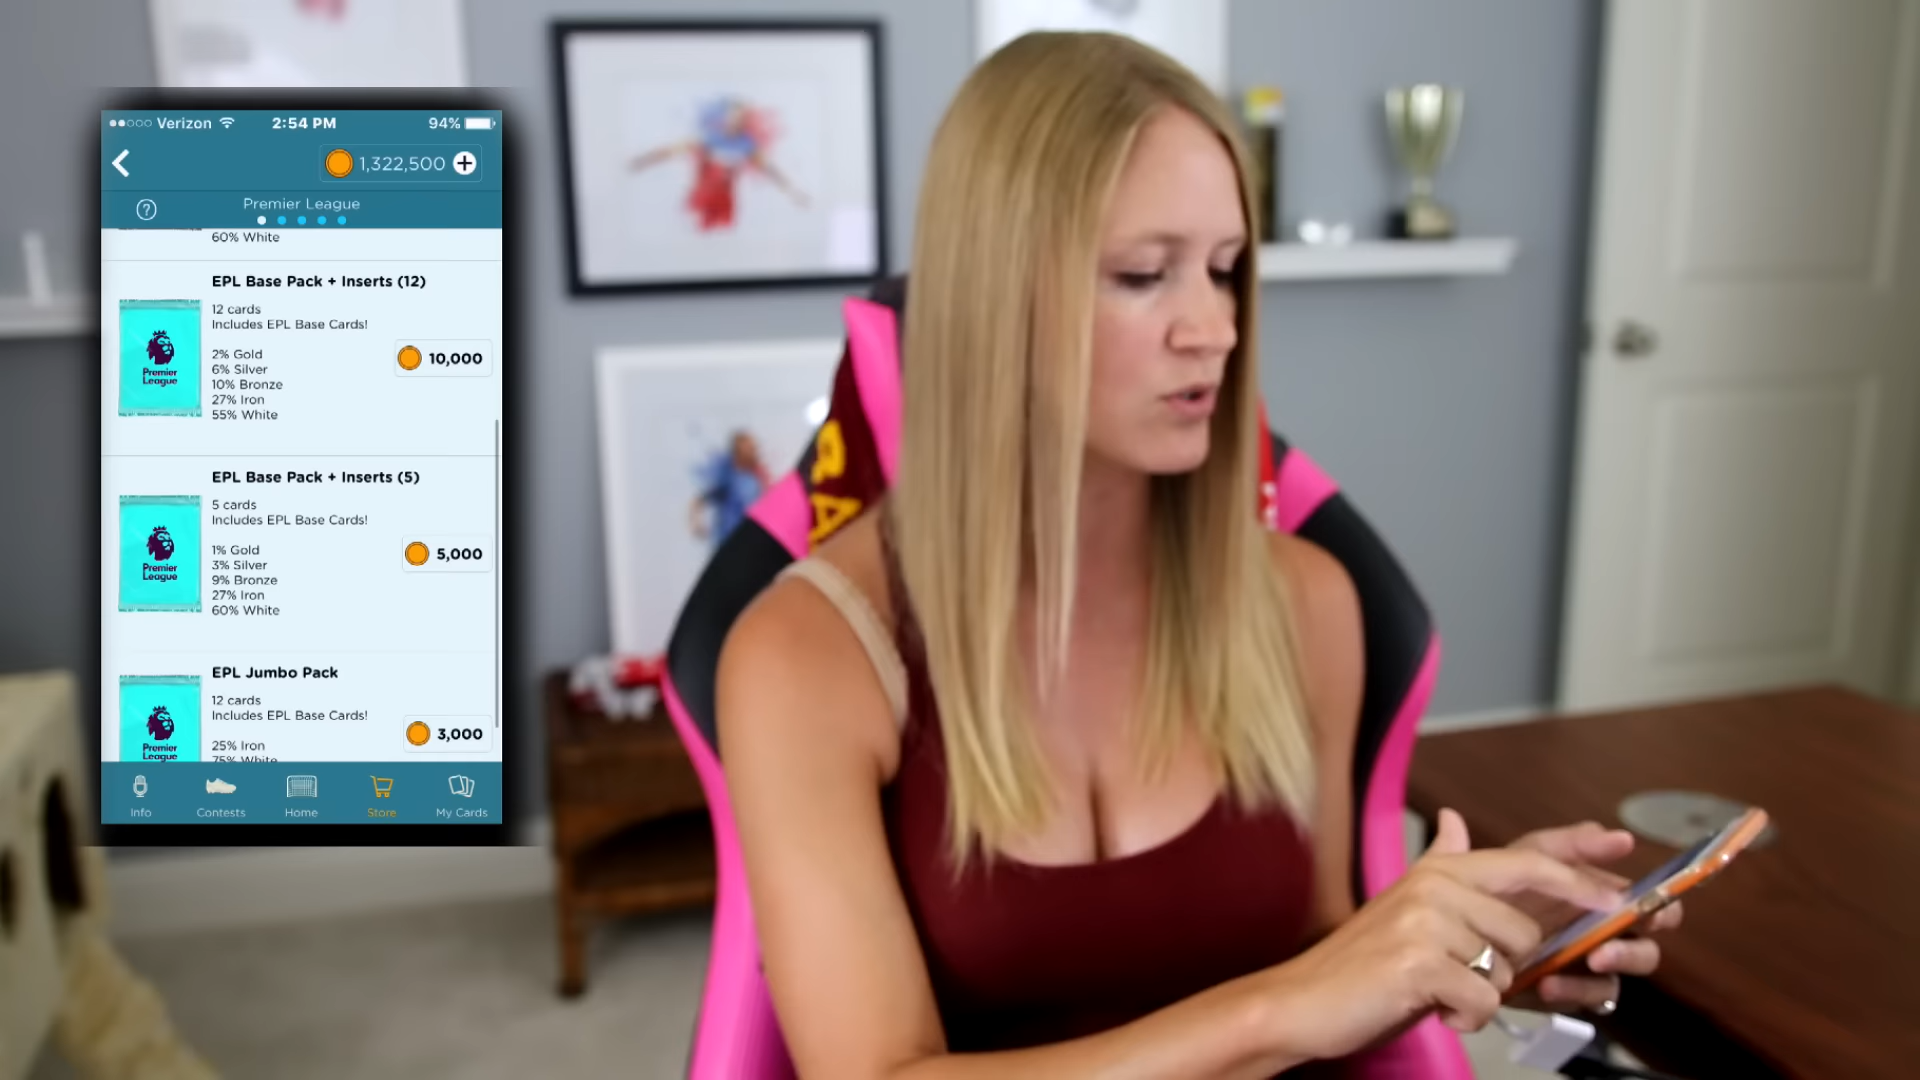 Verizon 2:54 PM 94%
1,322,500 +
? Premier League
60% White
EPL Base Pack + Inserts (12)
12 cards
Includes EPL Base Cards!
2% Gold
6% Silver
10% Bronze
27% Iron
55% White
10,000
Premier
League
EPL Base Pack + Inserts (5)
5 cards
Includes EPL Base Cards!
1% Gold
3% Silver
9% Bronze
27% Iron
60% White
5,000
Premier
League
EPL Jumbo Pack
12 cards
Includes EPL Base Cards!
25% Iron
75% White
3,000
Premier
League
Info Contests Home Store My Cards